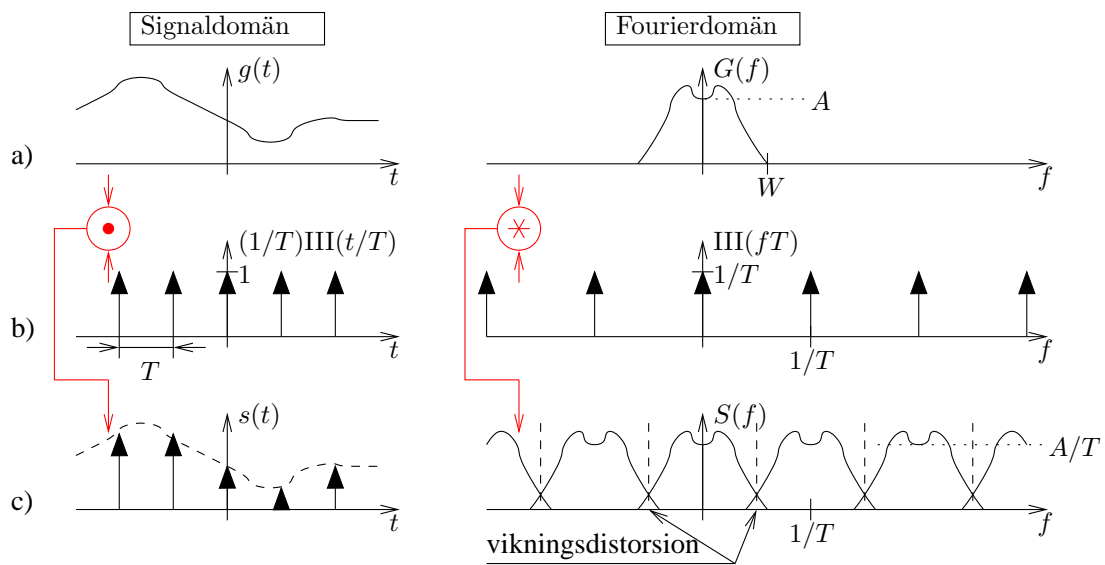 Signaldomän
Fourierdomän
g(t)
G(f)
A
a)
t
W
f
(1/T)III(t/T)
III(fT)
1
1/T
b)
T
t
1/T
f
s(t)
S(f)
A/T
c)
t
1/T
f
vikningsdistorsion